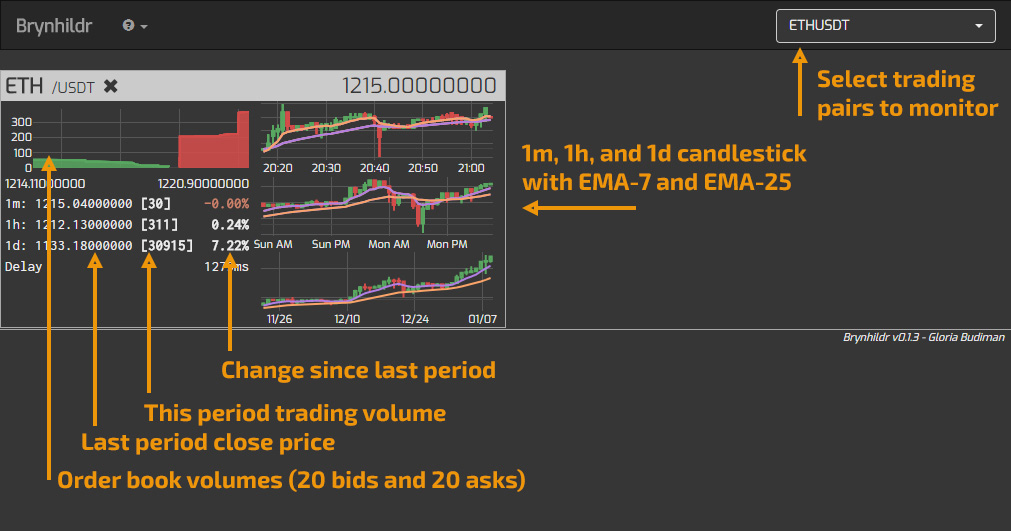 Brynhildr
ETHUSDT
Select trading
pairs to monitor
ETH /USDT
1215.00000000
300
200
100
0
1214.11000000 1220.90000000
1m: 1215.04000000 [30] -0.00%
1h: 1212.13000000 [311] 0.24%
1d: 1133.18000000 [30915] 7.22%
Delay
20:20 20:30 20:40 20:50 21:00
Sun AM Sun PM Mon AM Mon PM
11/26 12/10 12/24 01/07
1m, 1h, and 1d candlestick
with EMA-7 and EMA-25
Brynhildr v0.1.3 - Gloria Budiman
Change since last period
This period trading volume
Last period close price
Order book volumes (20 bids and 20 asks)